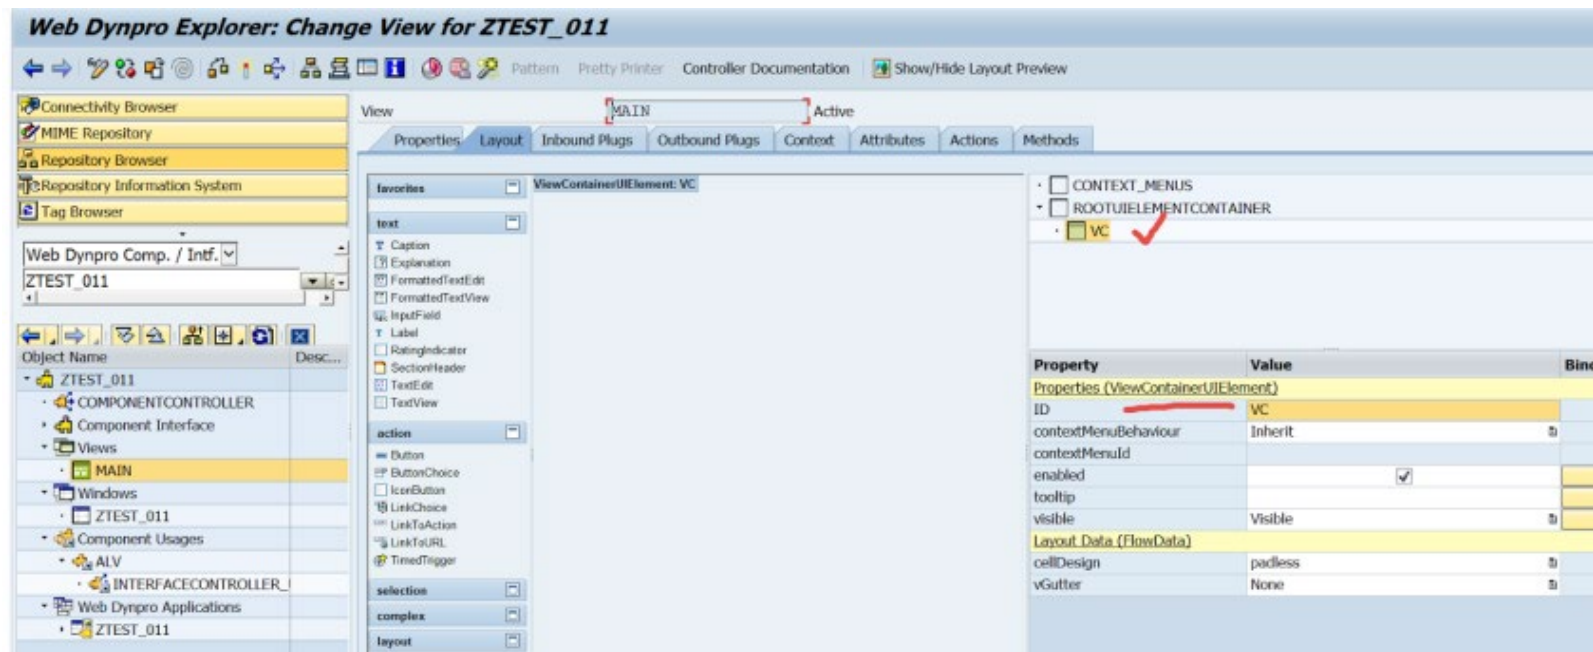 Web Dynpro Explorer: Change View for ZTEST_011
Pattern Pretty Printer Controller Documentation Show/Hide Layout Preview
Connectivity Browser
MIME Repository
Repository Browser
Repository Information System
Tag Browser
Web Dynpro Comp. / Intf.
ZTEST_011
Object Name Desc...
ZTEST_011
COMPONENTCONTROLLER
Component Interface
Views
MAIN
Windows
ZTEST_011
Component Usages
ALV
INTERFACECONTROLLER_
Web Dynpro Applications
ZTEST_011
View MAIN Active
Properties Layout Inbound Plugs Outbound Plugs Context Attributes Actions Methods
favorites
text
Caption
Explanation
FormattedTextEdit
FormattedTextView
InputField
Label
RatingIndicator
SectionHeader
TextEdit
TextView
action
Button
ButtonChoice
IconButton
LinkChoice
LinkToAction
LinkToURL
TimedTrigger
selection
complex
layout
ViewContainerUIElement: VC
CONTEXT_MENUS
ROOTUIELEMENTCONTAINER
VC
Property Value Bind
Properties (ViewContainerUIElement)
ID VC
contextMenuBehaviour Inherit
contextMenuId
enabled
tooltip
visible Visible
Layout Data (FlowData)
cellDesign padless
vGutter None